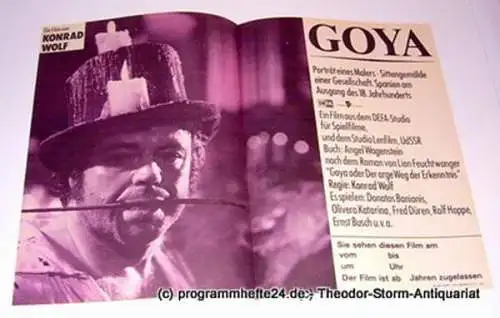 Ein Film von
KONRAD
WOLF
GOYA
Porträt eines Malers · Sittengemälde
einer Gesellschaft. Spanien am
Ausgang des 18. Jahrhunderts
Ein Film aus dem DEFA-Studio
für Spielfilme,
und dem Studio Lenfilm, UdSSR
Buch: Angel Wagenstein
nach dem Roman von Lion Feuchtwanger
"Goya oder Der arge Weg der Erkenntnis"
Regie: Konrad Wolf
Es spielen: Donatas Banionis,
Olivera Katarina, Fred Düren, Rolf Hoppe,
Ernst Busch u.v.a.
Sie sehen diesen Film am
vom bis
um Uhr
Der Film ist ab Jahren zugelassen
(c) programmhefte24.de ; Theodor-Storm-Antiquariat